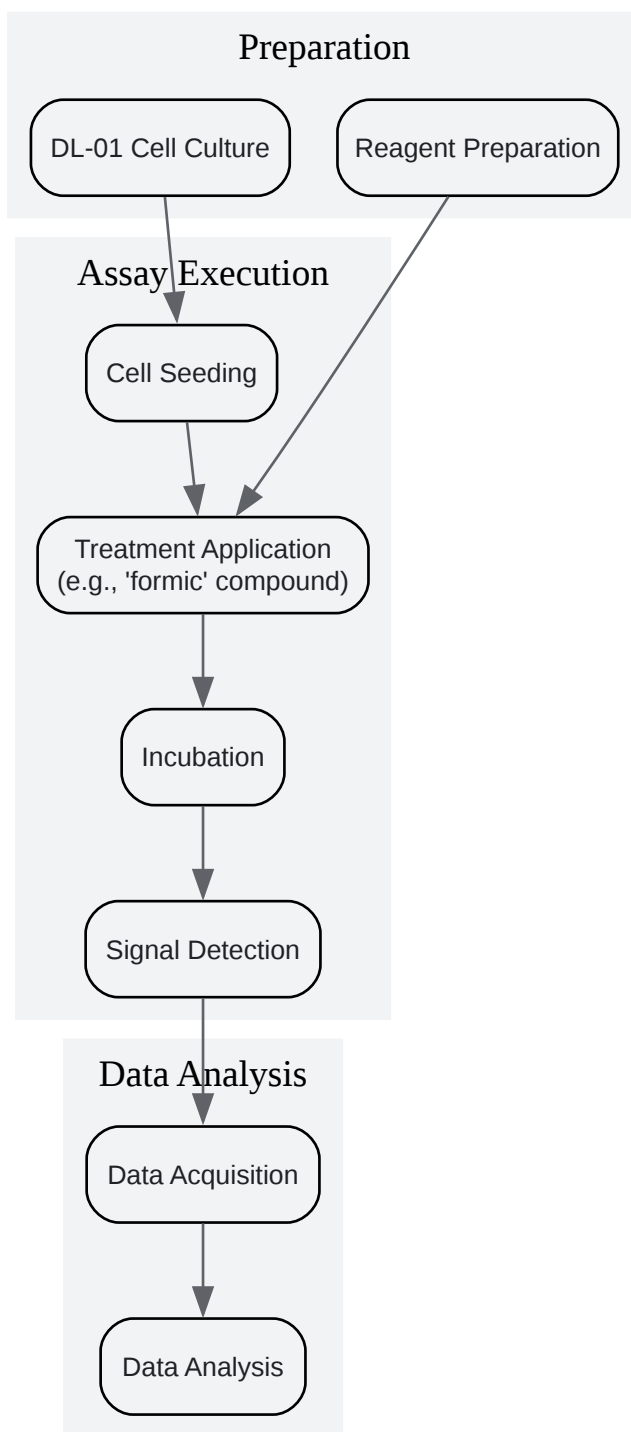 Preparation
DL-01 Cell Culture
Reagent Preparation
Assay Execution
Cell Seeding
Treatment Application
(e.g., 'formic' compound)
Incubation
Signal Detection
Data Analysis
Data Acquisition
Data Analysis